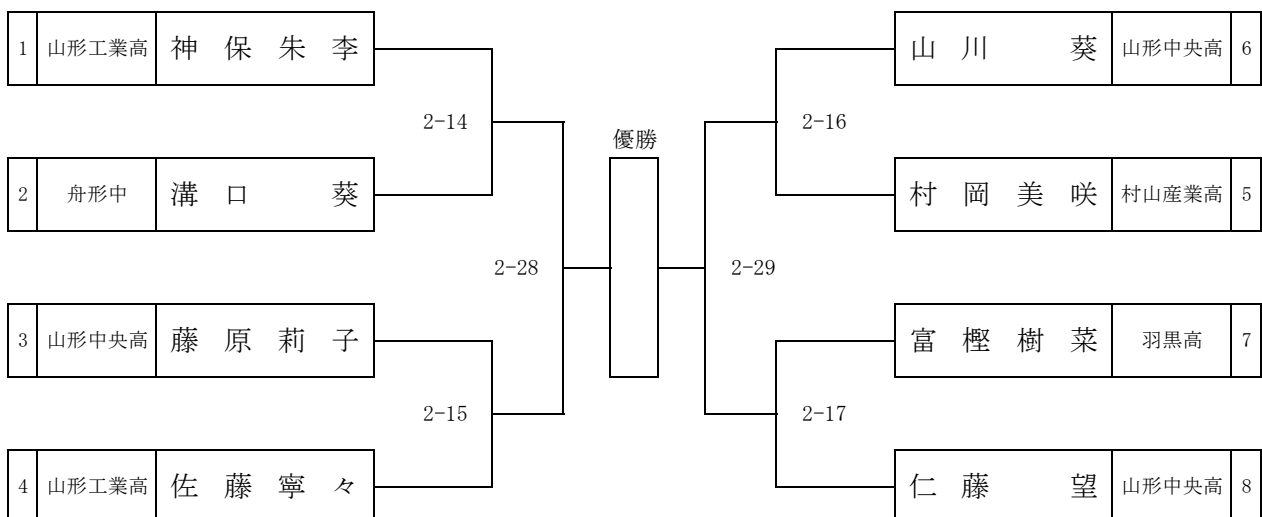 1 山形工業高 神保朱李
2-14
2 舟形中 溝口 葵
2-28
3 山形中央高 藤原莉子
2-15
4 山形工業高 佐藤寧々
優勝
山川 葵 山形中央高 6
2-16
村岡美咲 村山産業高 5
2-29
富樫樹菜 羽黒高 7
2-17
仁藤 望 山形中央高 8